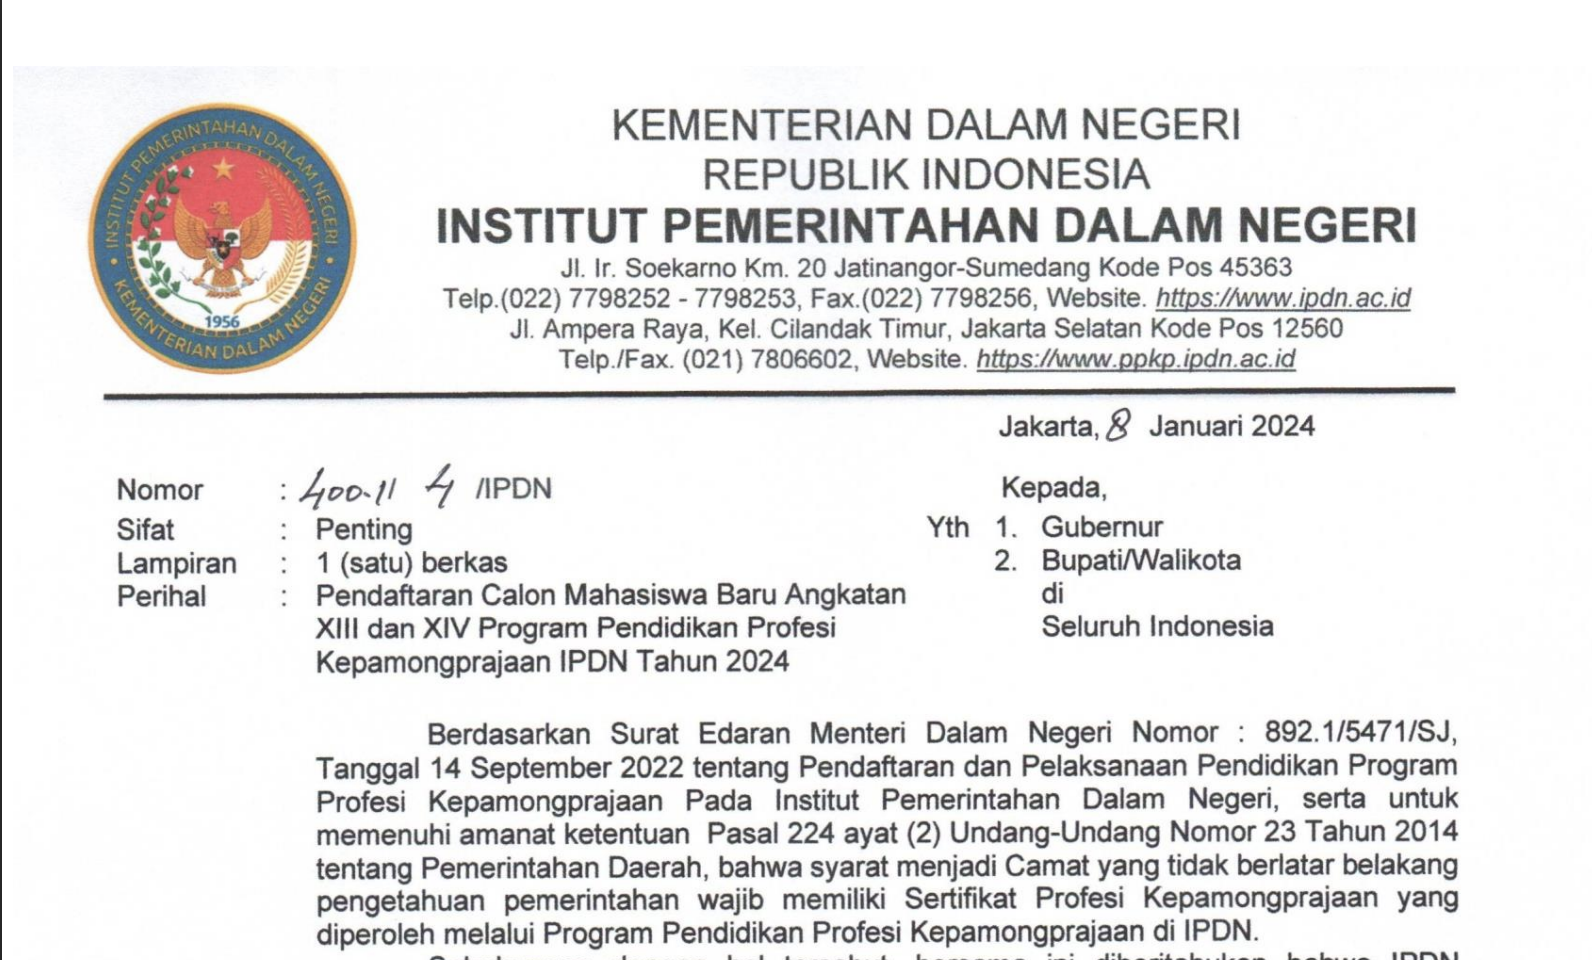 INSTITUT PEMERINTAHAN DALAM NEGERI
1956
KEMENTERIAN DALAM NEGERI
KEMENTERIAN DALAM NEGERI
REPUBLIK INDONESIA
INSTITUT PEMERINTAHAN DALAM NEGERI
Jl. Ir. Soekarno Km. 20 Jatinangor-Sumedang Kode Pos 45363
Telp.(022) 7798252 - 7798253, Fax.(022) 7798256, Website. https://www.ipdn.ac.id
Jl. Ampera Raya, Kel. Cilandak Timur, Jakarta Selatan Kode Pos 12560
Telp./Fax. (021) 7806602, Website. https://www.ppkp.ipdn.ac.id
Jakarta, 8 Januari 2024
Nomor : 400.11 4 /IPDN
Sifat : Penting
Lampiran : 1 (satu) berkas
Perihal : Pendaftaran Calon Mahasiswa Baru Angkatan
XIII dan XIV Program Pendidikan Profesi
Kepamongprajaan IPDN Tahun 2024
Kepada,
Yth 1. Gubernur
2. Bupati/Walikota
di
Seluruh Indonesia
Berdasarkan Surat Edaran Menteri Dalam Negeri Nomor : 892.1/5471/SJ,
Tanggal 14 September 2022 tentang Pendaftaran dan Pelaksanaan Pendidikan Program
Profesi Kepamongprajaan Pada Institut Pemerintahan Dalam Negeri, serta untuk
memenuhi amanat ketentuan Pasal 224 ayat (2) Undang-Undang Nomor 23 Tahun 2014
tentang Pemerintahan Daerah, bahwa syarat menjadi Camat yang tidak berlatar belakang
pengetahuan pemerintahan wajib memiliki Sertifikat Profesi Kepamongprajaan yang
diperoleh melalui Program Pendidikan Profesi Kepamongprajaan di IPDN.